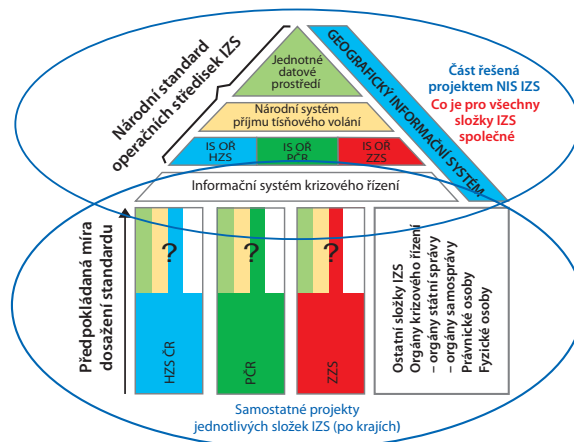 Národní standard
operačních středisek IZS
Jednotné
datové
prostředí
GEOGRAFICKÝ INFORMAČNÍ SYSTÉM
Část řešená
projektem NIS IZS
Co je pro všechny
složky IZS
společné
Národní systém
příjmu tísňového volání
IS OŘ
HZS
IS OŘ
PČR
IS OŘ
ZZS
Informační systém krizového řízení
Předpokládaná míra
dosažení standardu
?
?
?
HZS ČR
PČR
ZZS
Ostatní složky IZS
Orgány krizového řízení
– orgány státní správy
– orgány samosprávy
Právnické osoby
Fyzické osoby
Samostatné projekty
jednotlivých složek IZS (po krajích)